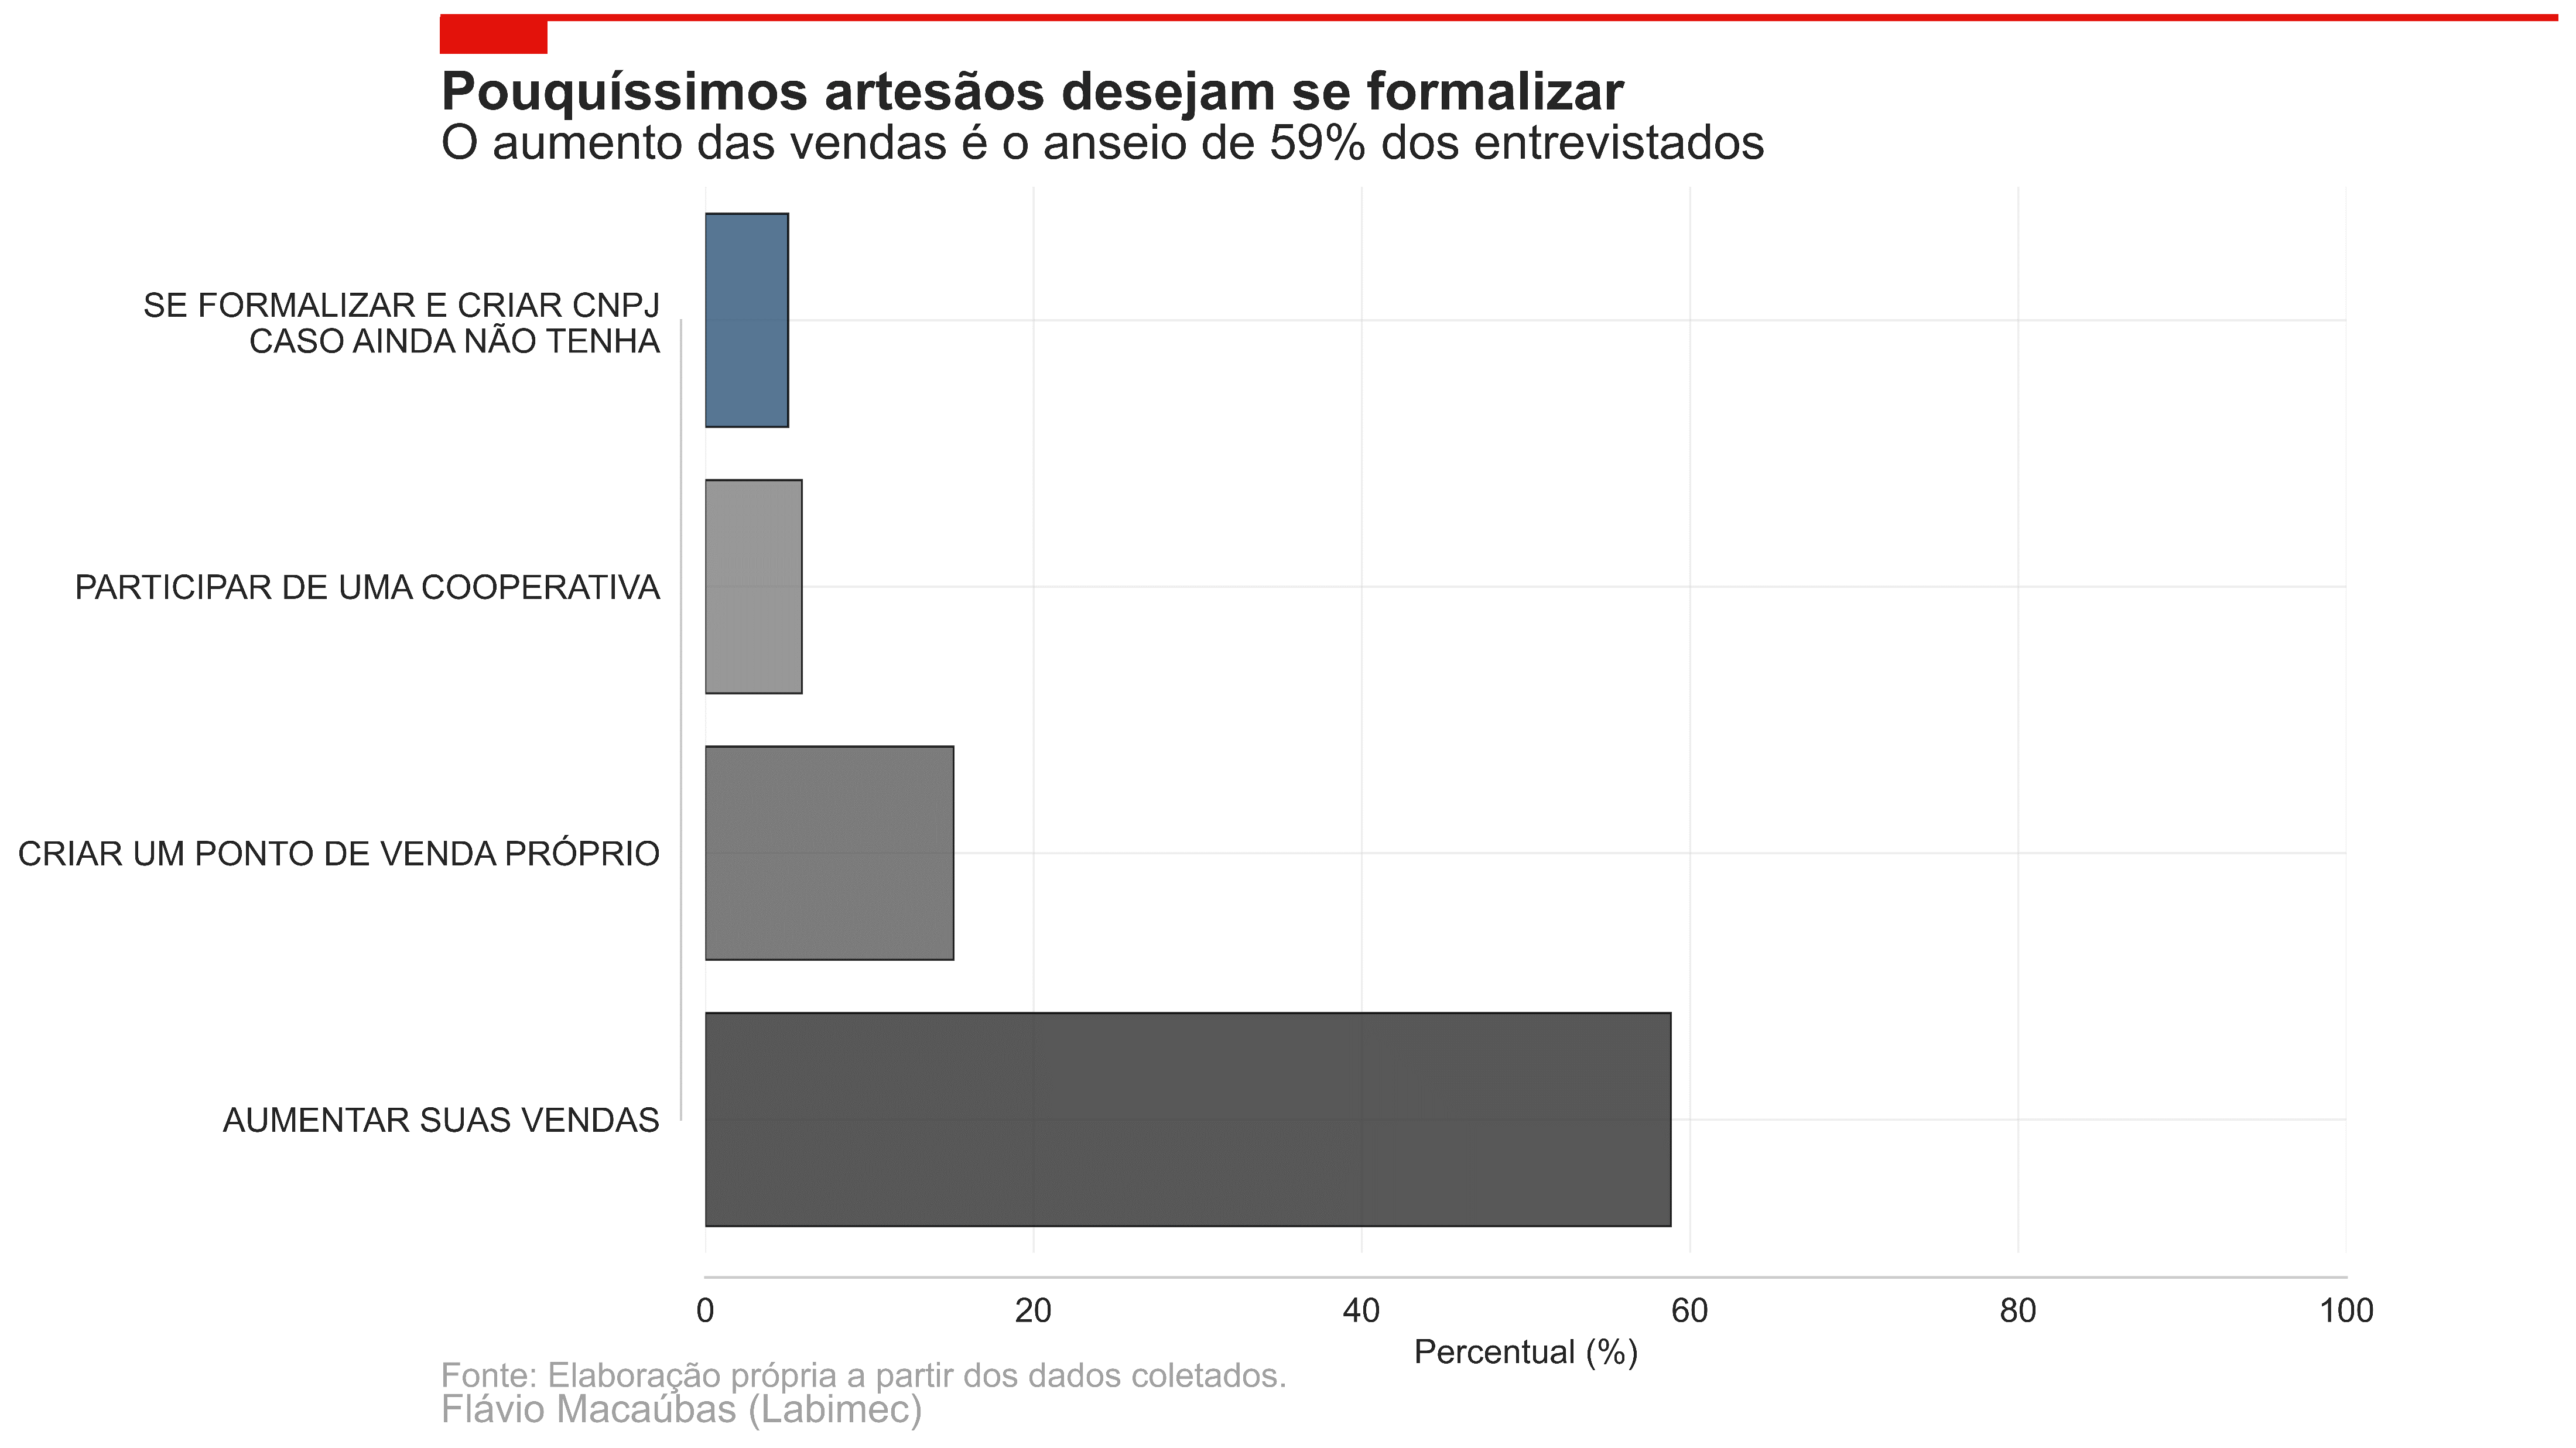 Pouquíssimos artesãos desejam se formalizar
O aumento das vendas é o anseio de 59% dos entrevistados
SE FORMALIZAR E CRIAR CNPJ
CASO AINDA NÃO TENHA
PARTICIPAR DE UMA COOPERATIVA
CRIAR UM PONTO DE VENDA PRÓPRIO
AUMENTAR SUAS VENDAS
0 20 40 60 80 100
Percentual (%)
Fonte: Elaboração própria a partir dos dados coletados.
Flávio Macaúbas (Labimec)